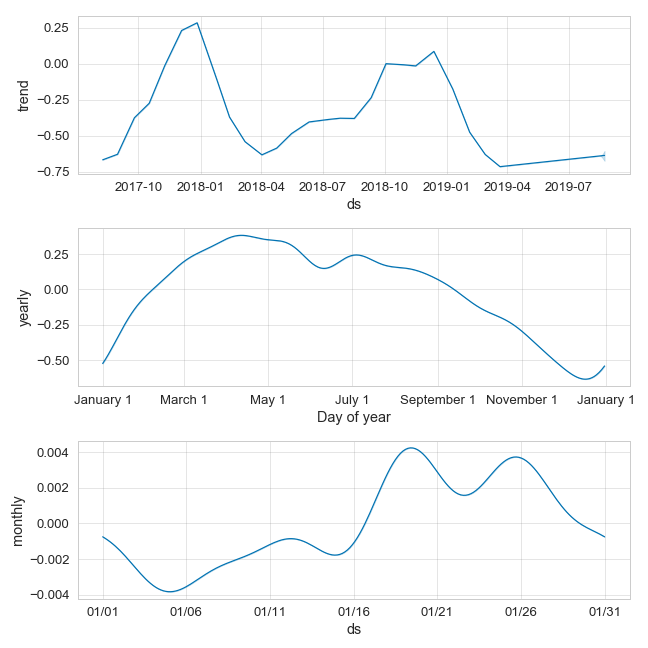 0.25
0.00
−0.25
−0.50
−0.75
trend
2017-10 2018-01 2018-04 2018-07 2018-10 2019-01 2019-04 2019-07
ds
0.25
0.00
−0.25
−0.50
yearly
January 1 March 1 May 1 July 1 September 1 November 1 January 1
Day of year
0.004
0.002
0.000
−0.002
−0.004
monthly
01/01 01/06 01/11 01/16 01/21 01/26 01/31
ds